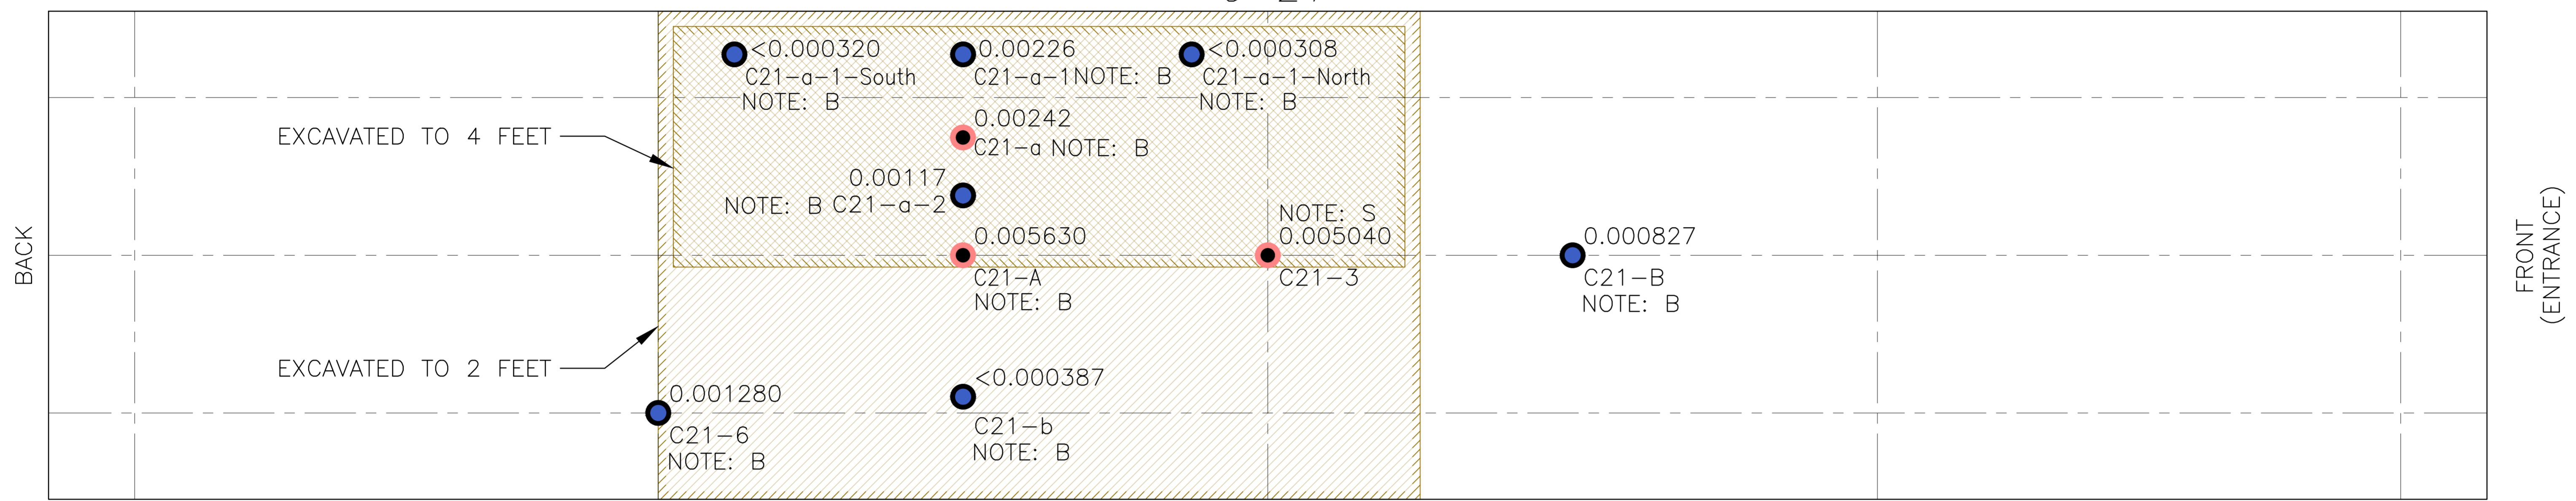 <0.000320
C21-a-1-South
NOTE: B
0.00226
C21-a-1 NOTE: B
<0.000308
C21-a-1-North
NOTE: B
EXCAVATED TO 4 FEET
0.00242
C21-a NOTE: B
0.00117
NOTE: B C21-a-2
0.005630
C21-A
NOTE: B
NOTE: S
0.005040
C21-3
0.000827
C21-B
NOTE: B
BACK
FRONT
(ENTRANCE)
EXCAVATED TO 2 FEET
0.001280
C21-6
NOTE: B
<0.000387
C21-b
NOTE: B